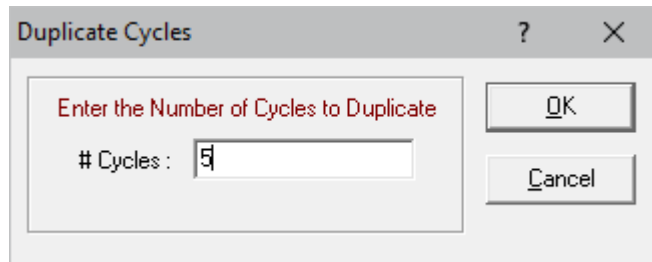 Duplicate Cycles ? ×
Enter the Number of Cycles to Duplicate
# Cycles : 5
OK
Cancel